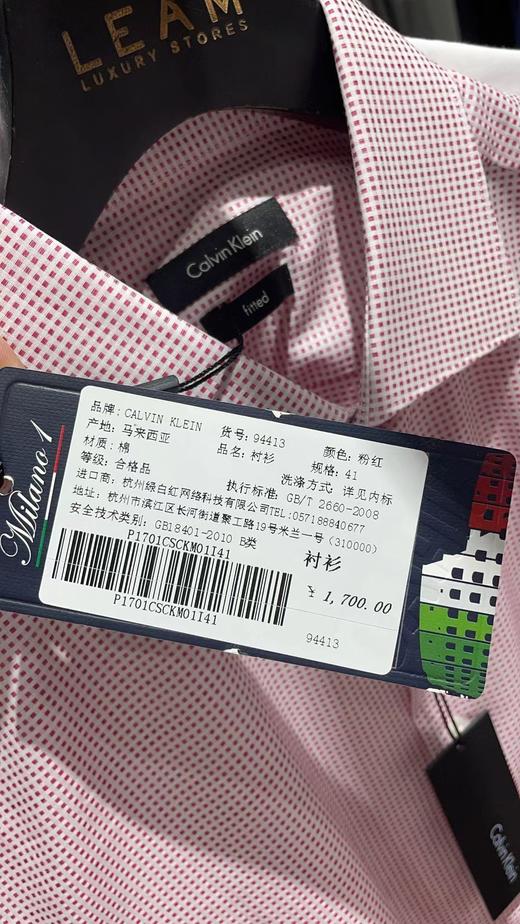 LEAM
LUXURY STORES
Calvin Klein
fitted
Milano 1
品牌: CALVIN KLEIN
产地: 马来西亚 货号: 94413 颜色: 粉红
材质: 棉 品名: 衬衫 规格: 41
等级: 合格品 洗涤方式: 详见内标
执行标准: GB/T 2660-2008
进口商: 杭州绿白红网络科技有限公司TEL:057188840677
地址: 杭州市滨江区长河街道聚工路19号米兰一号 (310000)
安全技术类别: GB18401-2010 B类
P1701CSCKM01I41
衬衫
¥ 1,700.00
P1701CSCKM01I41
94413
Calvin Klein